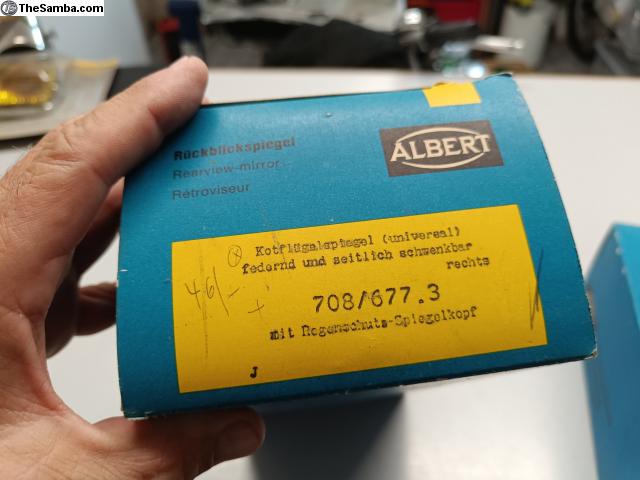 TheSamba.com
Rückblickspiegel
Rearview-mirror
Rétroviseur
ALBERT
Kotflügelspiegel (universal)
federnd und seitlich schwenkbar
rechts
46/-
+
708/677.3
mit Regenschutz-Spiegelkopf
J